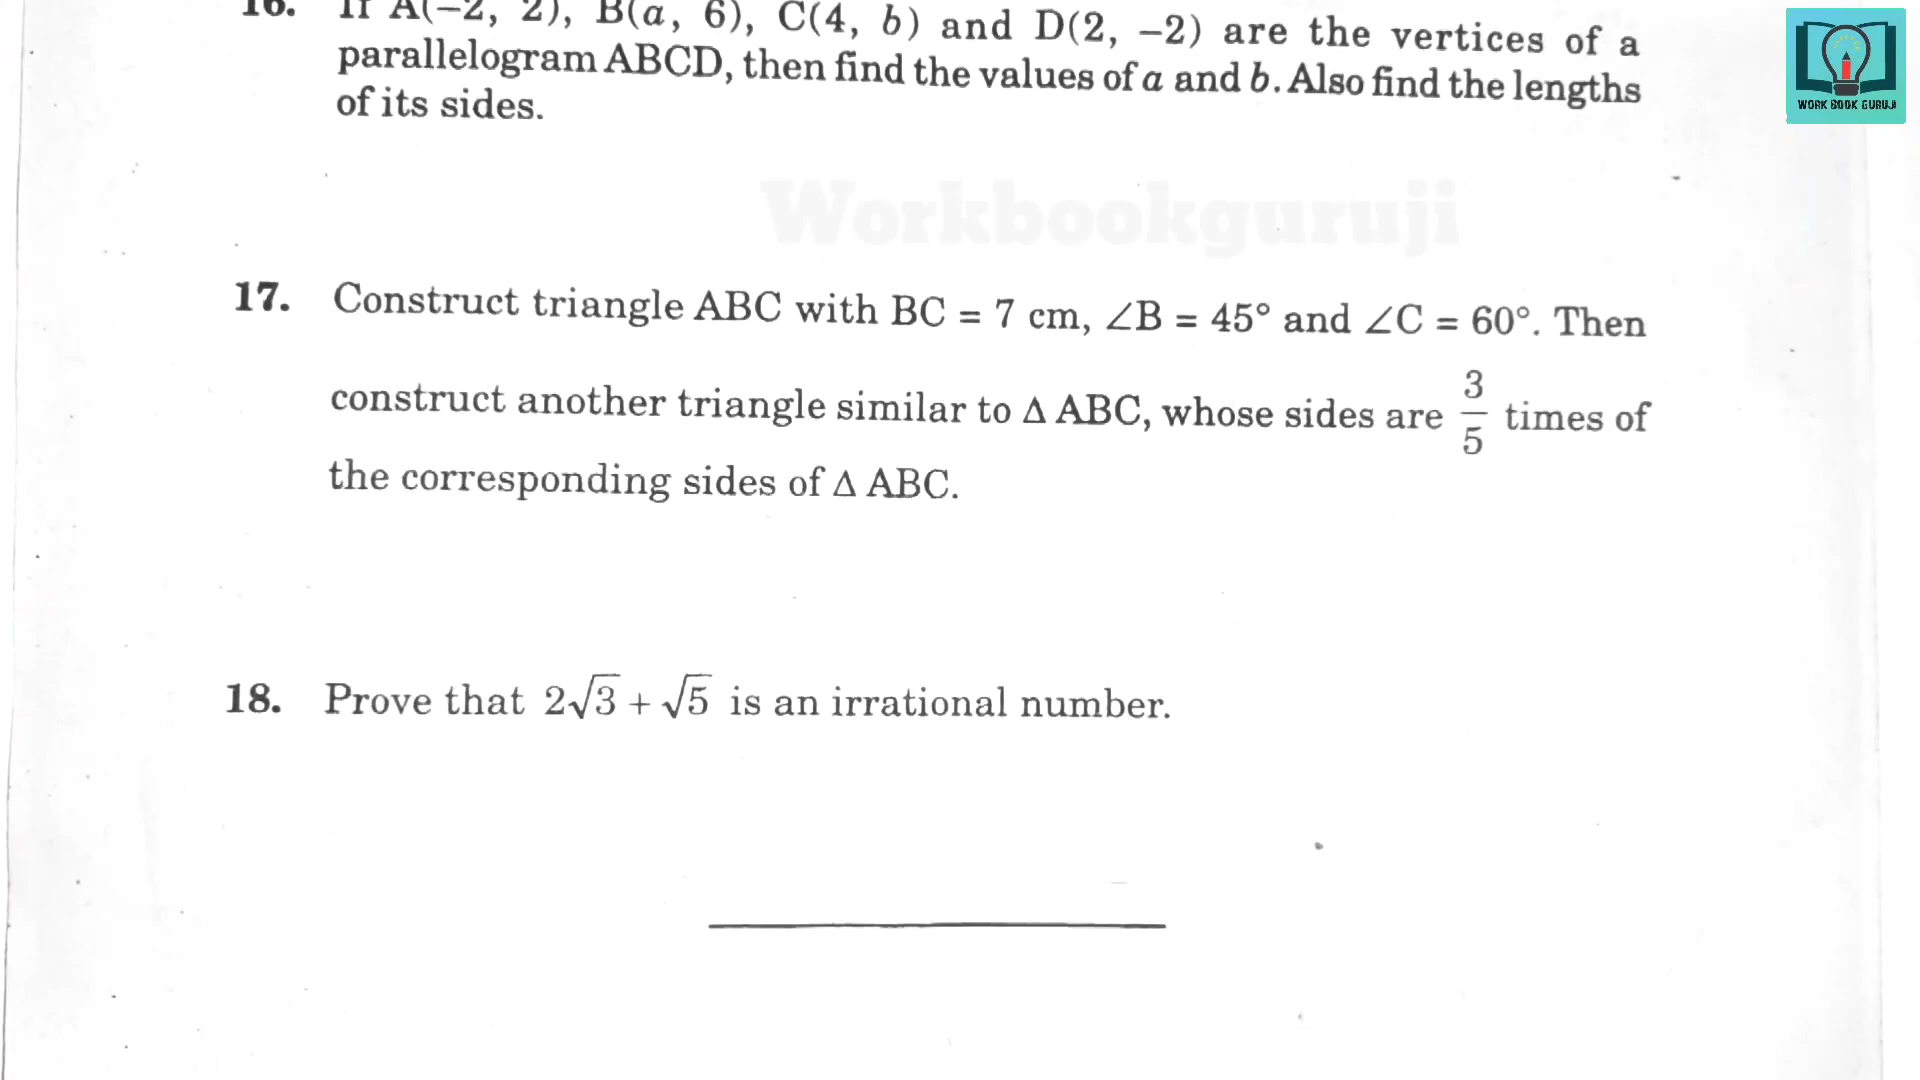 16. If A(−2, 2), B(a, 6), C(4, b) and D(2, −2) are the vertices of a
parallelogram ABCD, then find the values of a and b. Also find the lengths
of its sides.
WORK BOOK GURUJI
Workbookguruji
17. Construct triangle ABC with BC = 7 cm, ∠B = 45° and ∠C = 60°. Then
construct another triangle similar to Δ ABC, whose sides are 3/5 times of
the corresponding sides of Δ ABC.
18. Prove that 2√3 + √5 is an irrational number.